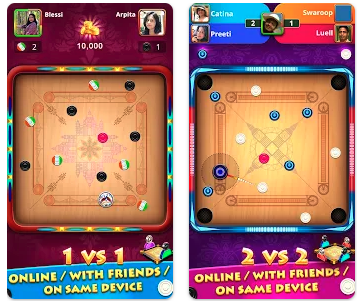 Blessi
Arpita
2
10,000
1
1 vs 1
ONLINE / WITH FRIENDS /
ON SAME DEVICE
Catina
Swaroop
2
1
Preeti
Luell
2 vs 2
ONLINE / WITH FRIENDS /
ON SAME DEVICE